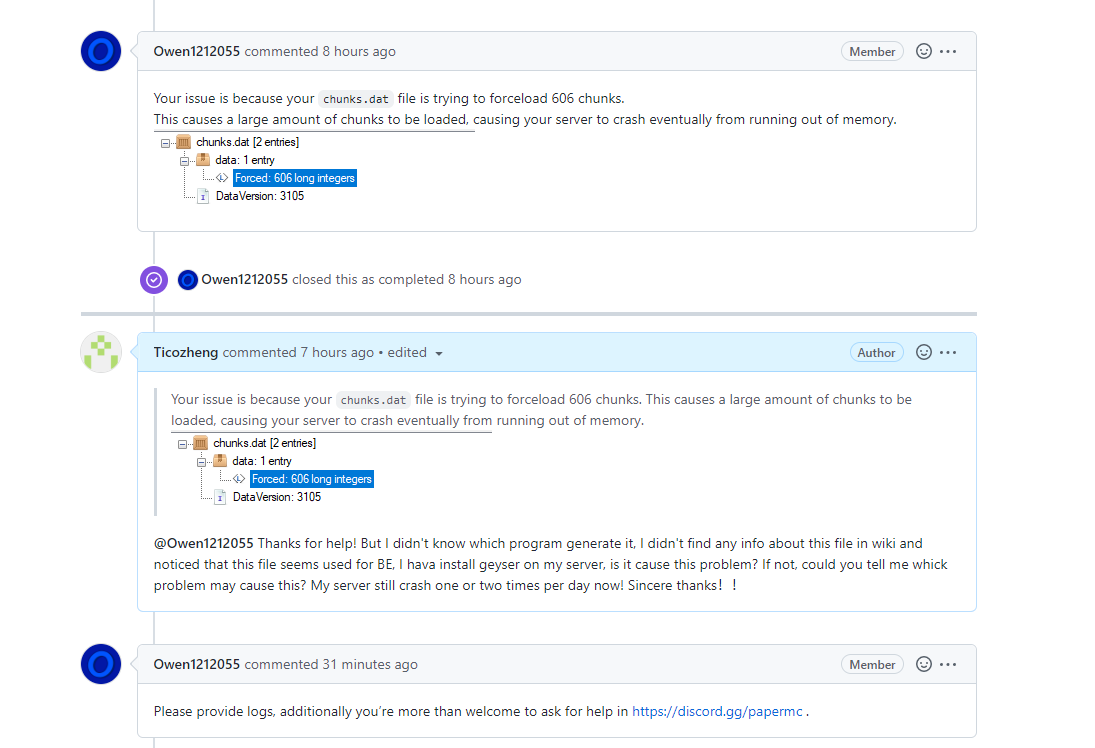 Owen1212055 commented 8 hours ago Member
Your issue is because your chunks.dat file is trying to forceload 606 chunks.
This causes a large amount of chunks to be loaded, causing your server to crash eventually from running out of memory.
chunks.dat [2 entries]
data: 1 entry
Forced: 606 long integers
DataVersion: 3105
Owen1212055 closed this as completed 8 hours ago
Ticozheng commented 7 hours ago • edited Author
Your issue is because your chunks.dat file is trying to forceload 606 chunks. This causes a large amount of chunks to be
loaded, causing your server to crash eventually from running out of memory.
chunks.dat [2 entries]
data: 1 entry
Forced: 606 long integers
DataVersion: 3105
@Owen1212055 Thanks for help! But I didn't know which program generate it, I didn't find any info about this file in wiki and
noticed that this file seems used for BE, I hava install geyser on my server, is it cause this problem? If not, could you tell me whick
problem may cause this? My server still crash one or two times per day now! Sincere thanks！！
Owen1212055 commented 31 minutes ago Member
Please provide logs, additionally you’re more than welcome to ask for help in https://discord.gg/papermc .